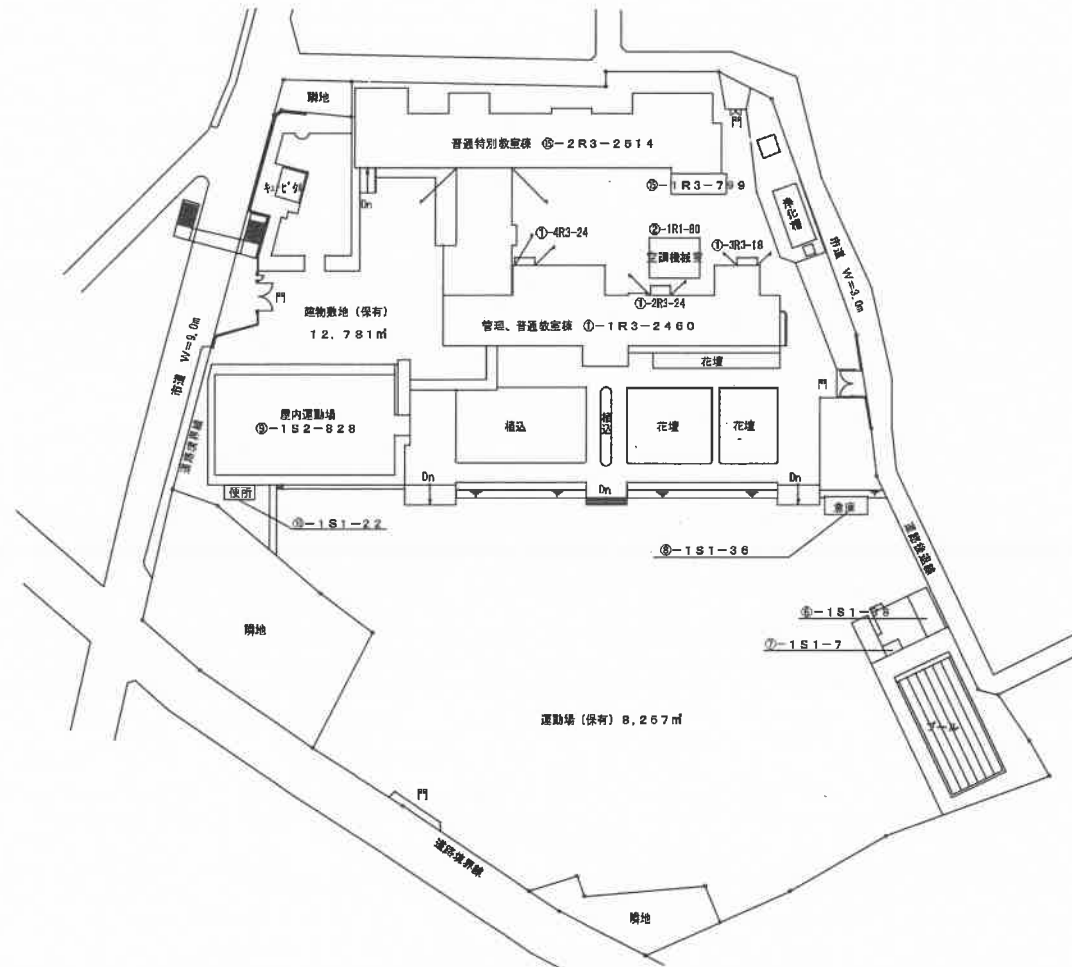 隣地
門
普通特別教室棟 ⑮-2R3-2514
キュービクル
Dn
⑮-1R3-799
浄化槽
①-4R3-24
②-1R1-80
空調機械室
①-3R3-18
市道 W=3.0m
門
建物敷地(保有)
12,781㎡
①-2R3-24
管理、普通教室棟 ①-1R3-2460
市道 W=9.0m
花壇
門
屋内運動場
⑨-1S2-828
植込
植込
花壇
花壇
道路境界線
Dn
Dn
Dn
便所
倉庫
⑩-1S1-22
⑧-1S1-36
道路後退線
隣地
⑦-1S1-7
運動場(保有)8,257㎡
プール
門
道路境界線
隣地